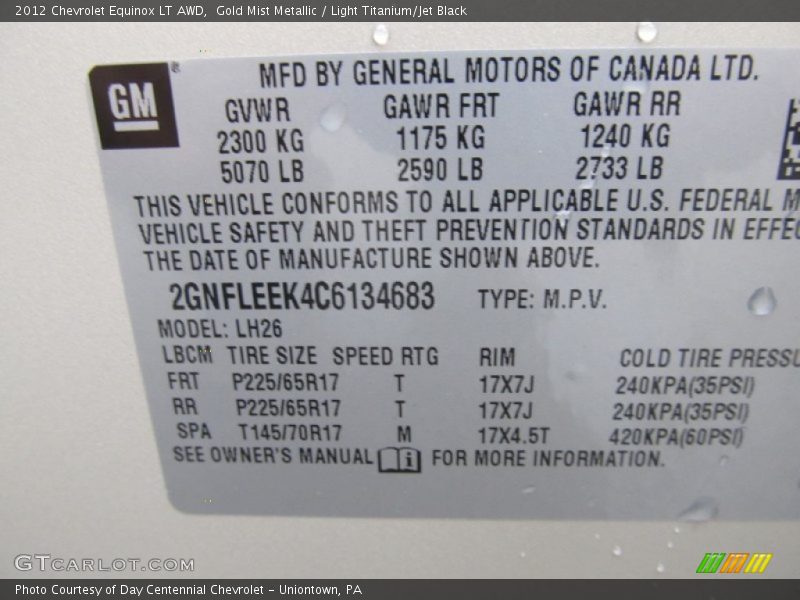 2012 Chevrolet Equinox LT AWD,  Gold Mist Metallic / Light Titanium/Jet Black
GM ®
MFD BY GENERAL MOTORS OF CANADA LTD.
GVWR GAWR FRT GAWR RR
2300 KG 1175 KG 1240 KG
5070 LB 2590 LB 2733 LB
THIS VEHICLE CONFORMS TO ALL APPLICABLE U.S. FEDERAL M
VEHICLE SAFETY AND THEFT PREVENTION STANDARDS IN EFFEC
THE DATE OF MANUFACTURE SHOWN ABOVE.
2GNFLEEK4C6134683 TYPE: M.P.V.
MODEL: LH26
LBCM TIRE SIZE SPEED RTG RIM COLD TIRE PRESSU
FRT P225/65R17 T 17X7J 240KPA(35PSI)
RR P225/65R17 T 17X7J 240KPA(35PSI)
SPA T145/70R17 M 17X4.5T 420KPA(60PSI)
SEE OWNER'S MANUAL i FOR MORE INFORMATION.
GTCARLOT.COM
Photo Courtesy of Day Centennial Chevrolet - Uniontown, PA